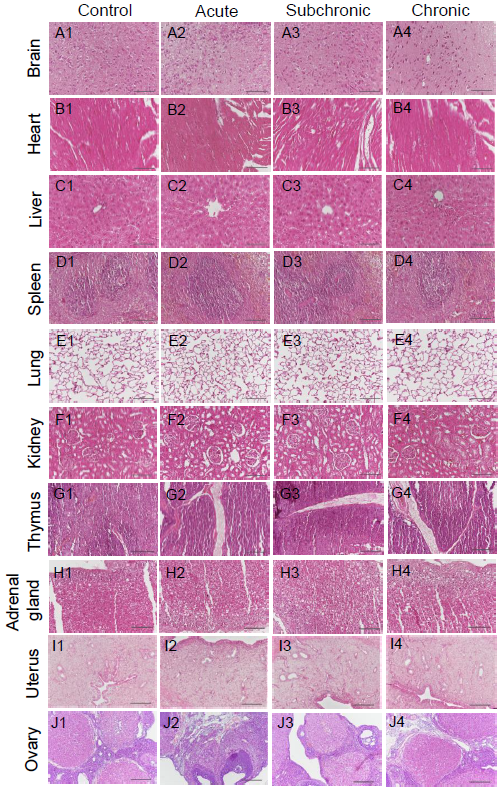 Control Acute Subchronic Chronic
Brain A1 A2 A3 A4
Heart B1 B2 B3 B4
Liver C1 C2 C3 C4
Spleen D1 D2 D3 D4
Lung E1 E2 E3 E4
Kidney F1 F2 F3 F4
Thymus G1 G2 G3 G4
Adrenal
gland H1 H2 H3 H4
Uterus I1 I2 I3 I4
Ovary J1 J2 J3 J4